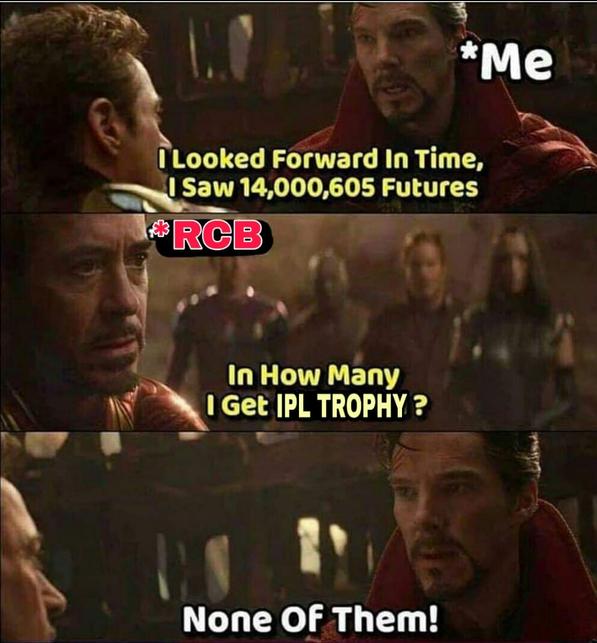 *Me
I Looked Forward In Time,
I Saw 14,000,605 Futures
*RCB
In How Many
I Get IPL TROPHY ?
None Of Them!